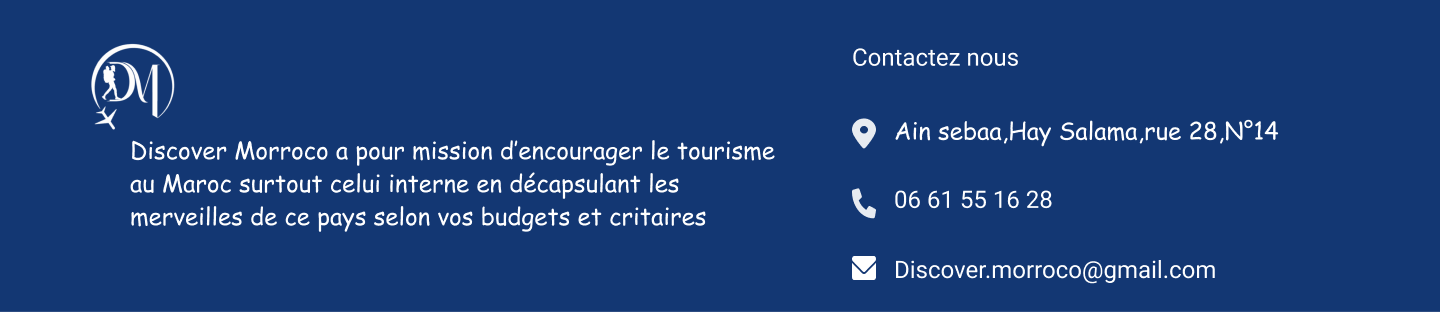 DM
Discover Morroco a pour mission d'encourager le tourisme
au Maroc surtout celui interne en décapsulant les
merveilles de ce pays selon vos budgets et critaires
Contactez nous
Ain sebaa,Hay Salama,rue 28,N°14
06 61 55 16 28
Discover.morroco@gmail.com